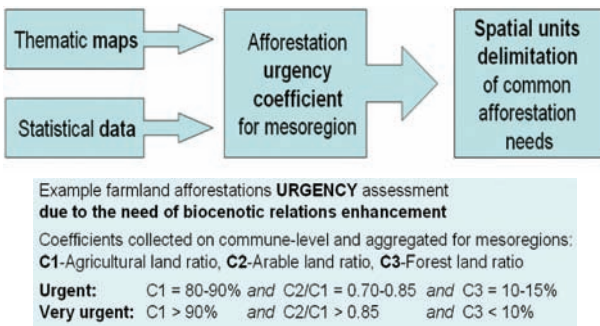 Thematic maps
Statistical data
Afforestation
urgency
coefficient
for mesoregion
Spatial units
delimitation
of common
afforestation
needs
Example farmland afforestations URGENCY assessment
due to the need of biocenotic relations enhancement
Coefficients collected on commune-level and aggregated for mesoregions:
C1-Agricultural land ratio, C2-Arable land ratio, C3-Forest land ratio
Urgent: C1 = 80-90% and C2/C1 = 0.70-0.85 and C3 = 10-15%
Very urgent: C1 > 90% and C2/C1 > 0.85 and C3 < 10%